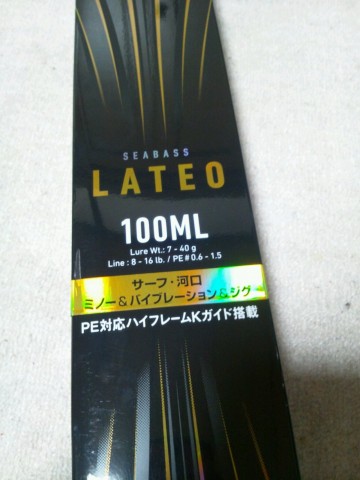 SEABASS
LATEO
100ML
Lure Wt.: 7 - 40 g
Line : 8 - 16 lb. / PE # 0.6 - 1.5
サーフ・河口
ミノー&バイブレーション&ジグ
PE対応ハイフレームKガイド搭載